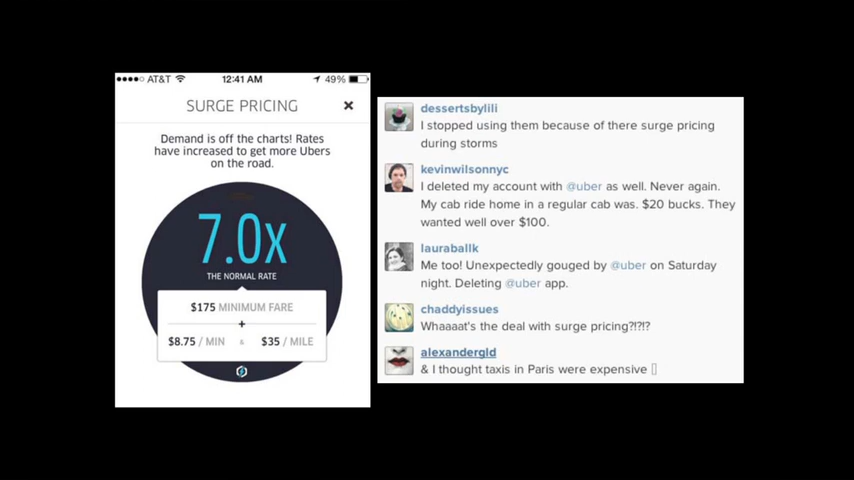 AT&T 12:41 AM 49%
SURGE PRICING ×
Demand is off the charts! Rates
have increased to get more Ubers
on the road.
7.0x
THE NORMAL RATE
$175 MINIMUM FARE
+
$8.75 / MIN & $35 / MILE
dessertsbylili
I stopped using them because of there surge pricing
during storms
kevinwilsonnyc
I deleted my account with @uber as well. Never again.
My cab ride home in a regular cab was. $20 bucks. They
wanted well over $100.
lauraballk
Me too! Unexpectedly gouged by @uber on Saturday
night. Deleting @uber app.
chaddyissues
Whaaaat's the deal with surge pricing?!?!?
alexandergld
& I thought taxis in Paris were expensive